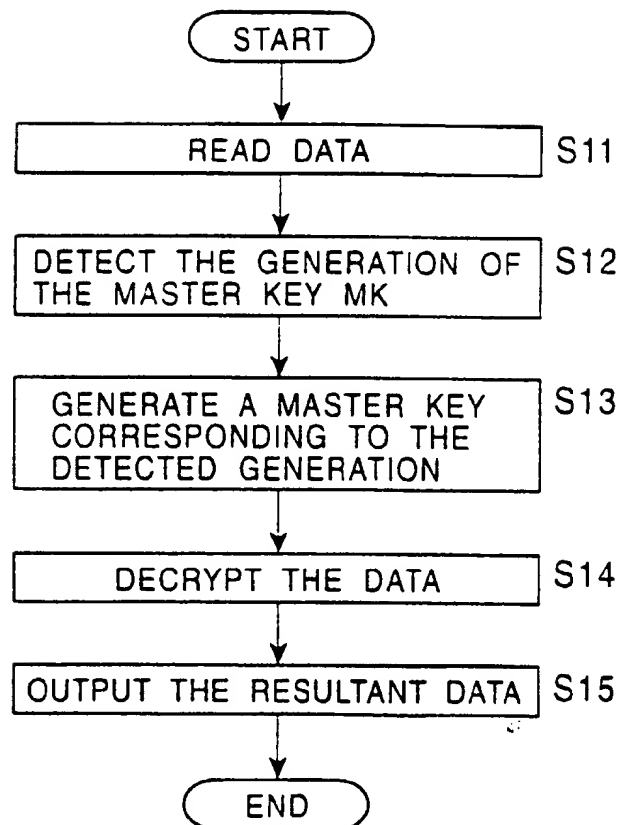 START
READ DATA S11
DETECT THE GENERATION OF S12
THE MASTER KEY MK
GENERATE A MASTER KEY S13
CORRESPONDING TO THE
DETECTED GENERATION
DECRYPT THE DATA S14
OUTPUT THE RESULTANT DATA S15
END